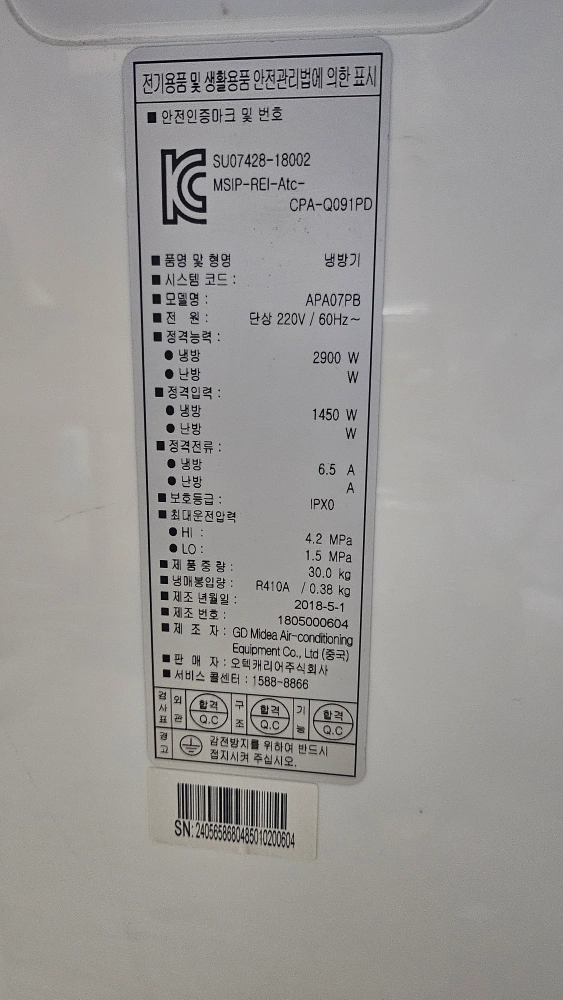 전기용품 및 생활용품 안전관리법에 의한 표시
■ 안전인증마크 및 번호
SU07428-18002
MSIP-REI-Atc-
CPA-Q091PD
■ 품명 및 형명 냉방기
■ 시스템 코드 :
■ 모델명 : APA07PB
■ 전 원 : 단상 220V / 60Hz~
■ 정격능력 :
● 냉방 2900 W
● 난방 W
■ 정격입력 :
● 냉방 1450 W
● 난방 W
■ 정격전류 :
● 냉방 6.5 A
● 난방 A
■ 보호등급 : IPX0
■ 최대운전압력
● HI : 4.2 MPa
● LO : 1.5 MPa
■ 제 품 중 량 : 30.0 kg
■ 냉매봉입량 : R410A / 0.38 kg
■ 제조 년월일 : 2018-5-1
■ 제조 번호 : 1805000604
■ 제 조 자 : GD Midea Air-conditioning
Equipment Co., Ltd (중국)
■ 판 매 자 : 오텍캐리어주식회사
■ 서비스 콜센터 : 1588-8866
검사표 외관 합격 Q.C 구조 합격 Q.C 기능 합격 Q.C
경고 감전방지를 위하여 반드시
접지시켜 주십시오.
SN: 2405658680485010200604